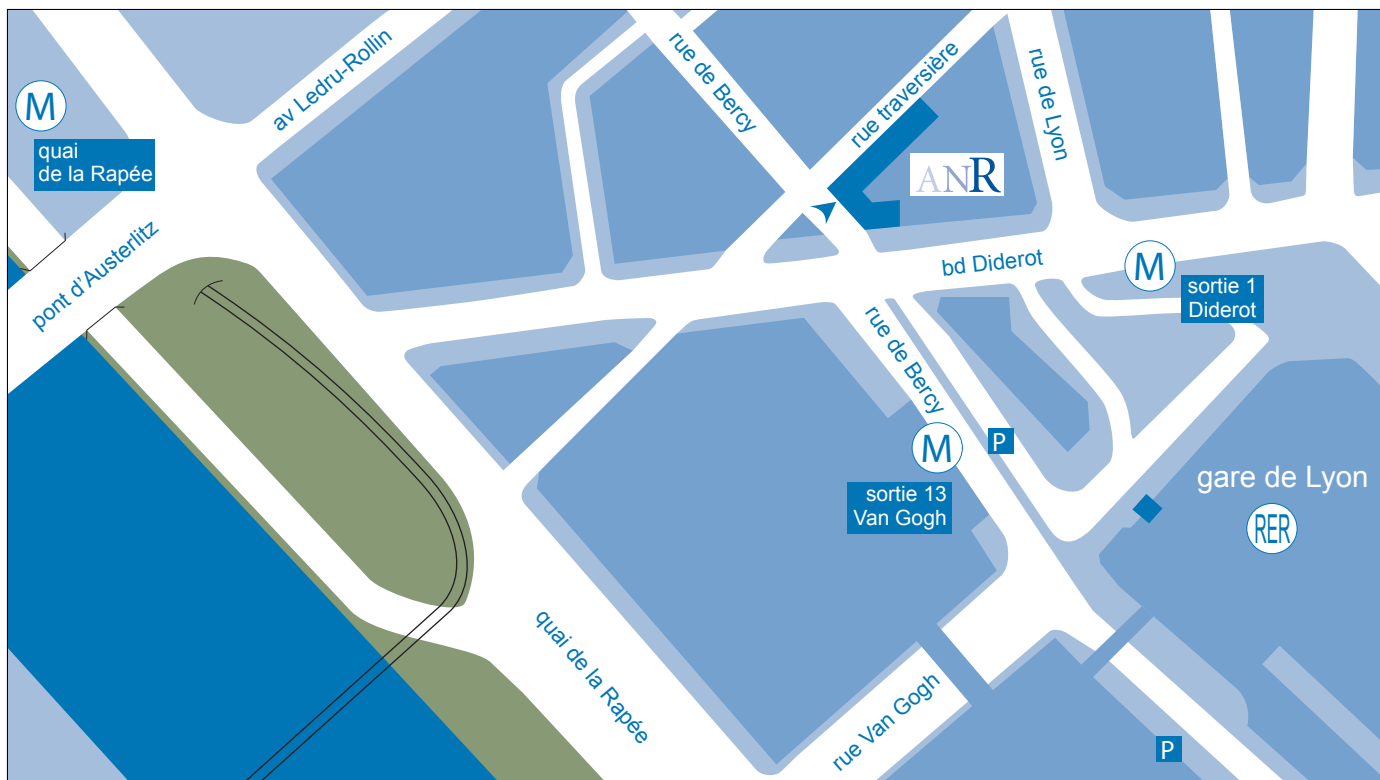 M
quai
de la Rapée
av Ledru-Rollin
rue de Bercy
rue traversière
rue de Lyon
ANR
pont d'Austerlitz
bd Diderot
M
sortie 1
Diderot
rue de Bercy
M
P
sortie 13
Van Gogh
gare de Lyon
RER
quai de la Rapée
rue Van Gogh
P